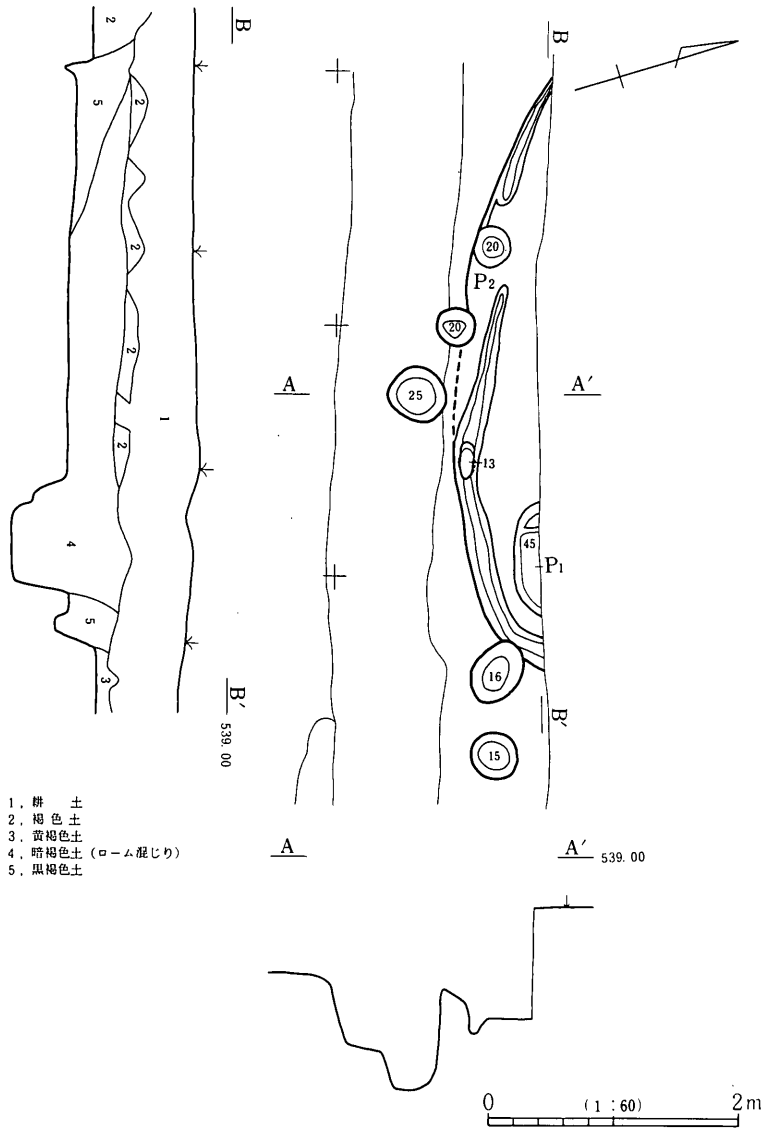 B
2
5
2
2
2
2
1
4
5
3
B′
539.00
B
20
P2
20
A
25
A′
13
45
P1
16
B′
15
1, 耕 土
2, 褐色土
3, 黄褐色土
4, 暗褐色土 (ローム混じり)
5, 黒褐色土
A
A′ 539.00
0 (1:60) 2m